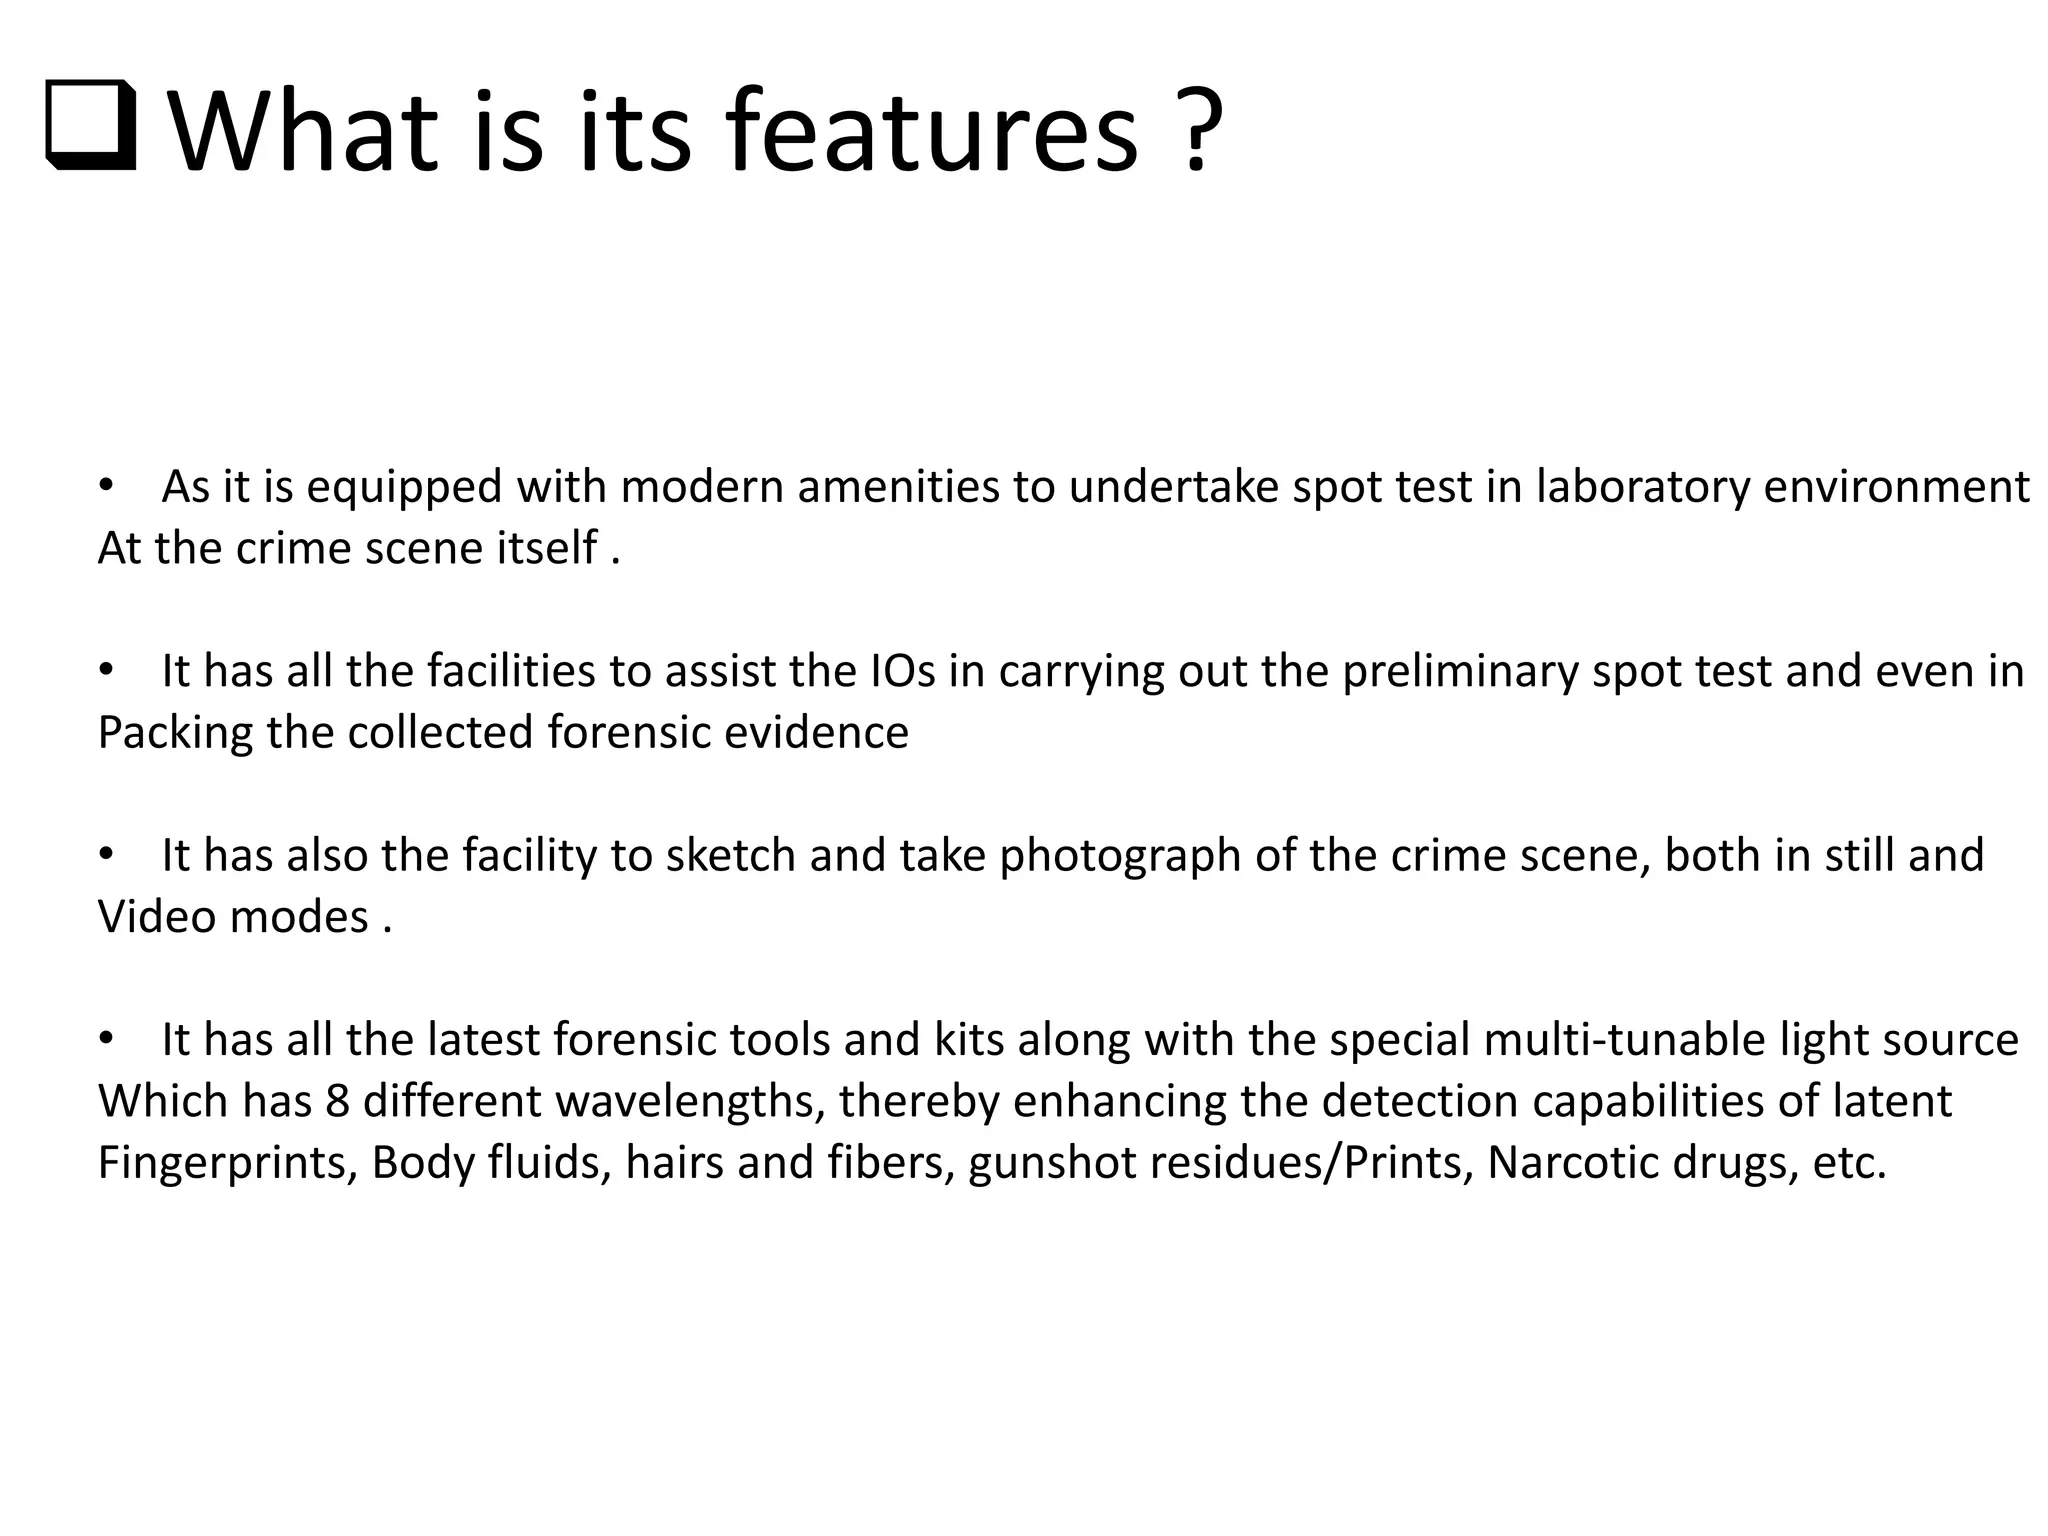 ❑ What is its features ?
• As it is equipped with modern amenities to undertake spot test in laboratory environment
At the crime scene itself .
• It has all the facilities to assist the IOs in carrying out the preliminary spot test and even in
Packing the collected forensic evidence
• It has also the facility to sketch and take photograph of the crime scene, both in still and
Video modes .
• It has all the latest forensic tools and kits along with the special multi-tunable light source
Which has 8 different wavelengths, thereby enhancing the detection capabilities of latent
Fingerprints, Body fluids, hairs and fibers, gunshot residues/Prints, Narcotic drugs, etc.